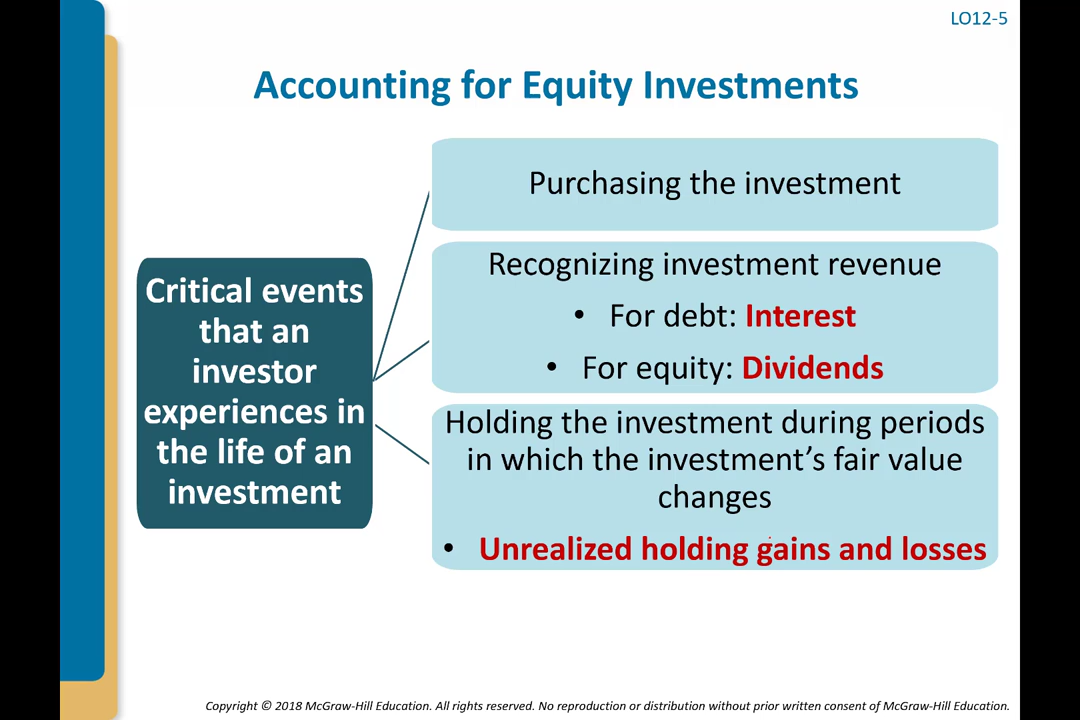 LO12-5
Accounting for Equity Investments
Critical events
that an
investor
experiences in
the life of an
investment
Purchasing the investment
Recognizing investment revenue
• For debt: Interest
• For equity: Dividends
Holding the investment during periods
in which the investment’s fair value
changes
• Unrealized holding gains and losses
Copyright © 2018 McGraw-Hill Education. All rights reserved. No reproduction or distribution without prior written consent of McGraw-Hill Education.